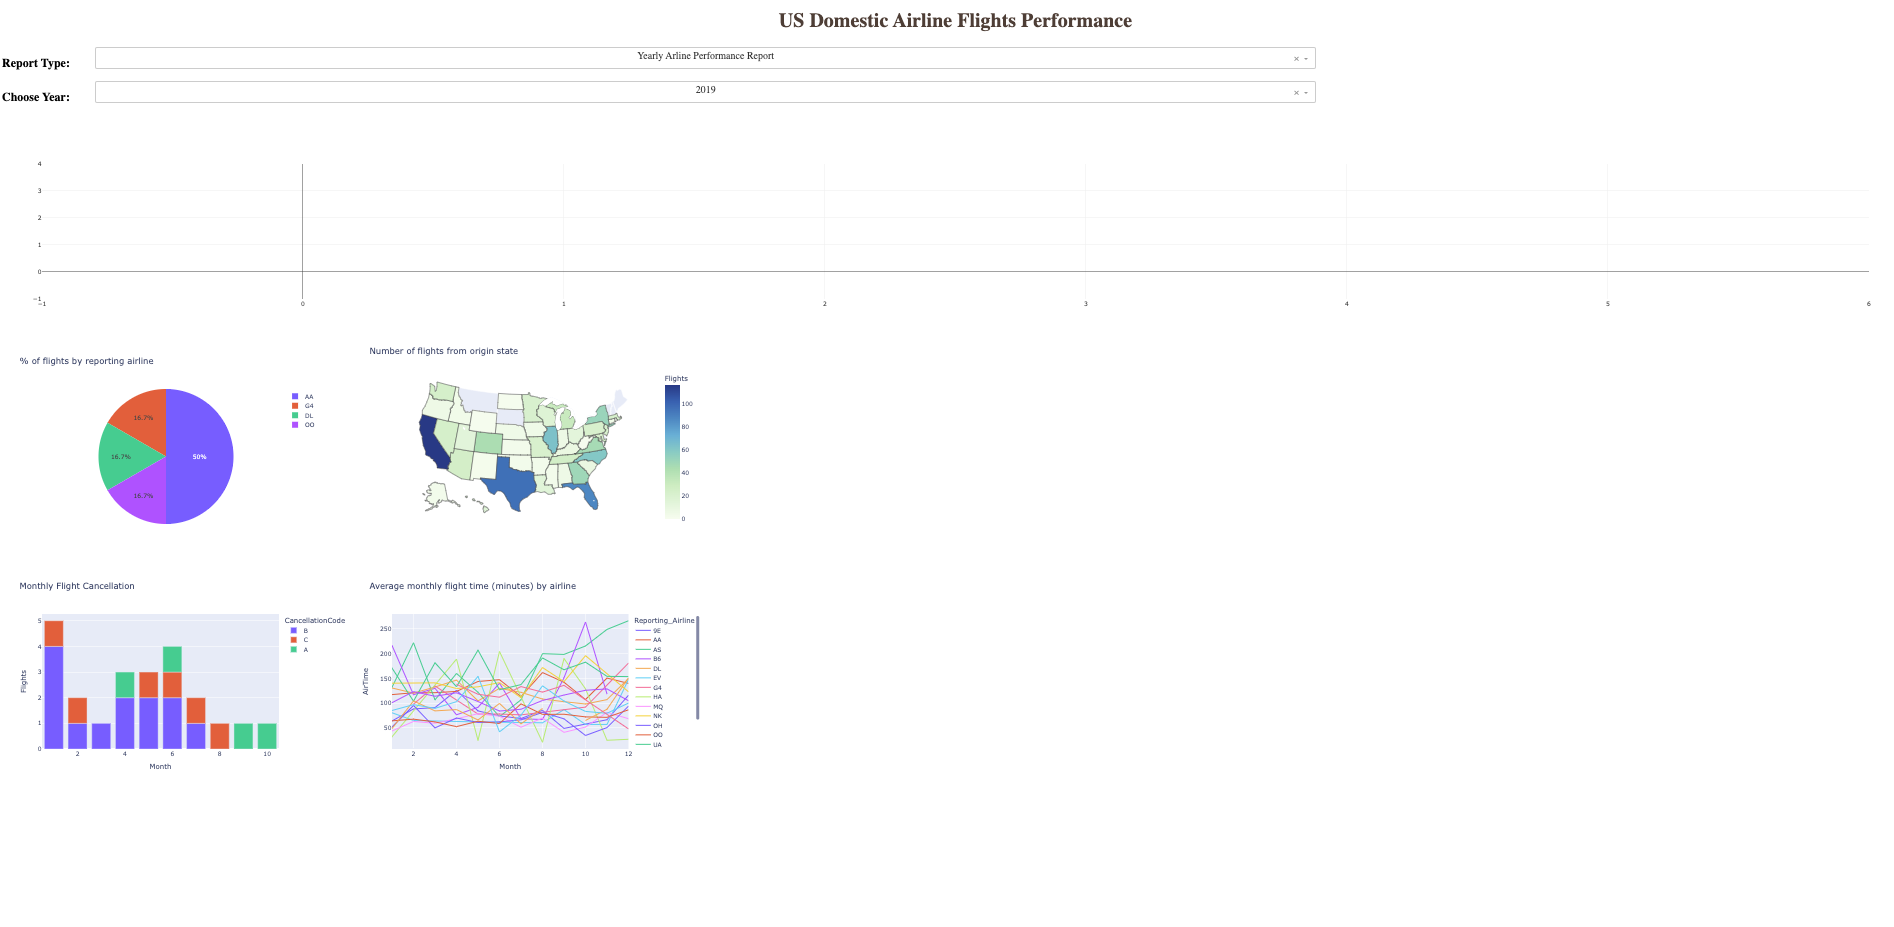 US Domestic Airline Flights Performance
Report Type:
Yearly Arline Performance Report
× 
Choose Year:
2019
× 
4
3
2
1
0
−1
−1 0 1 2 3 4 5 6
% of flights by reporting airline
16.7%
16.7%
50%
16.7%
AA
G4
DL
OO
Number of flights from origin state
Flights
100
80
60
40
20
0
Monthly Flight Cancellation
Flights
5
4
3
2
1
0
2 4 6 8 10
Month
CancellationCode
B
C
A
Average monthly flight time (minutes) by airline
AirTime
250
200
150
100
50
2 4 6 8 10 12
Month
Reporting_Airline
9E
AA
AS
B6
DL
EV
G4
HA
MQ
NK
OH
OO
UA